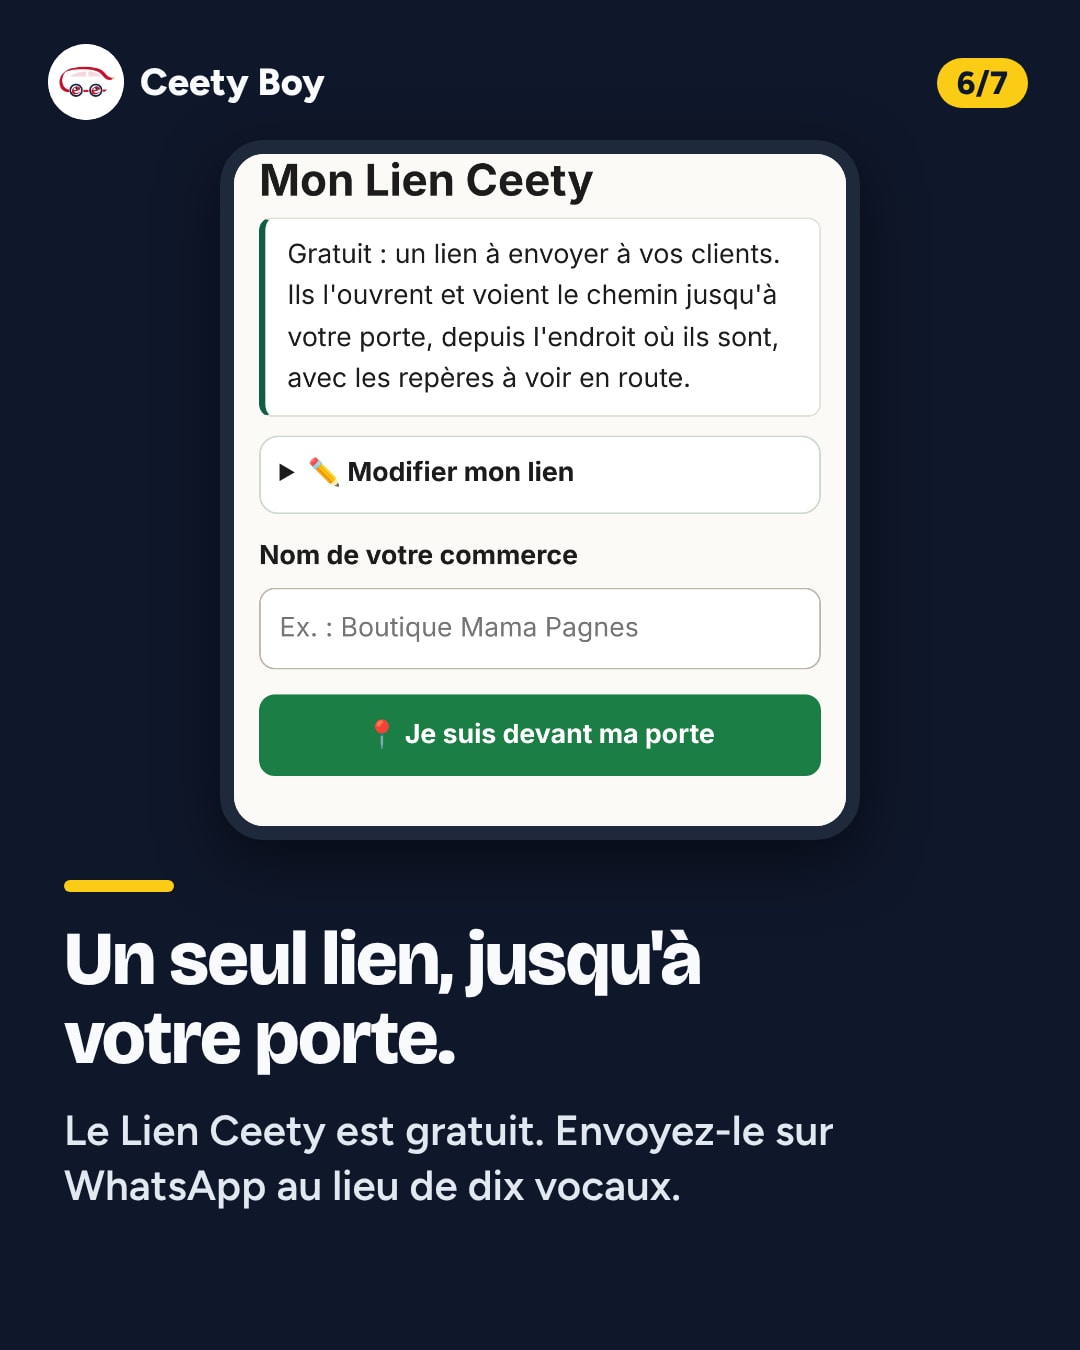 Ceety Boy
6/7
Mon Lien Ceety
Gratuit : un lien à envoyer à vos clients.
Ils l'ouvrent et voient le chemin jusqu'à
votre porte, depuis l'endroit où ils sont,
avec les repères à voir en route.
▶ ✏️ Modifier mon lien
Nom de votre commerce
Ex. : Boutique Mama Pagnes
📍 Je suis devant ma porte
Un seul lien, jusqu'à
votre porte.
Le Lien Ceety est gratuit. Envoyez-le sur
WhatsApp au lieu de dix vocaux.